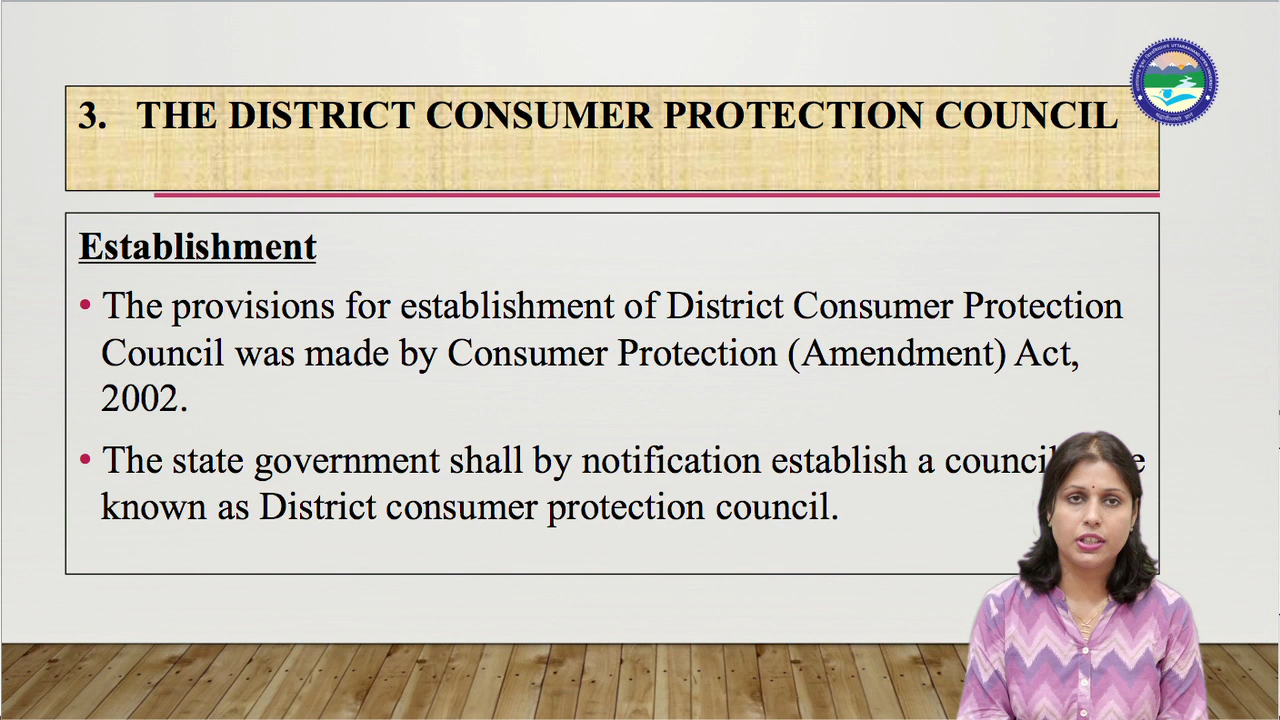 3. THE DISTRICT CONSUMER PROTECTION COUNCIL
Establishment
• The provisions for establishment of District Consumer Protection
Council was made by Consumer Protection (Amendment) Act,
2002.
• The state government shall by notification establish a council
known as District consumer protection council.